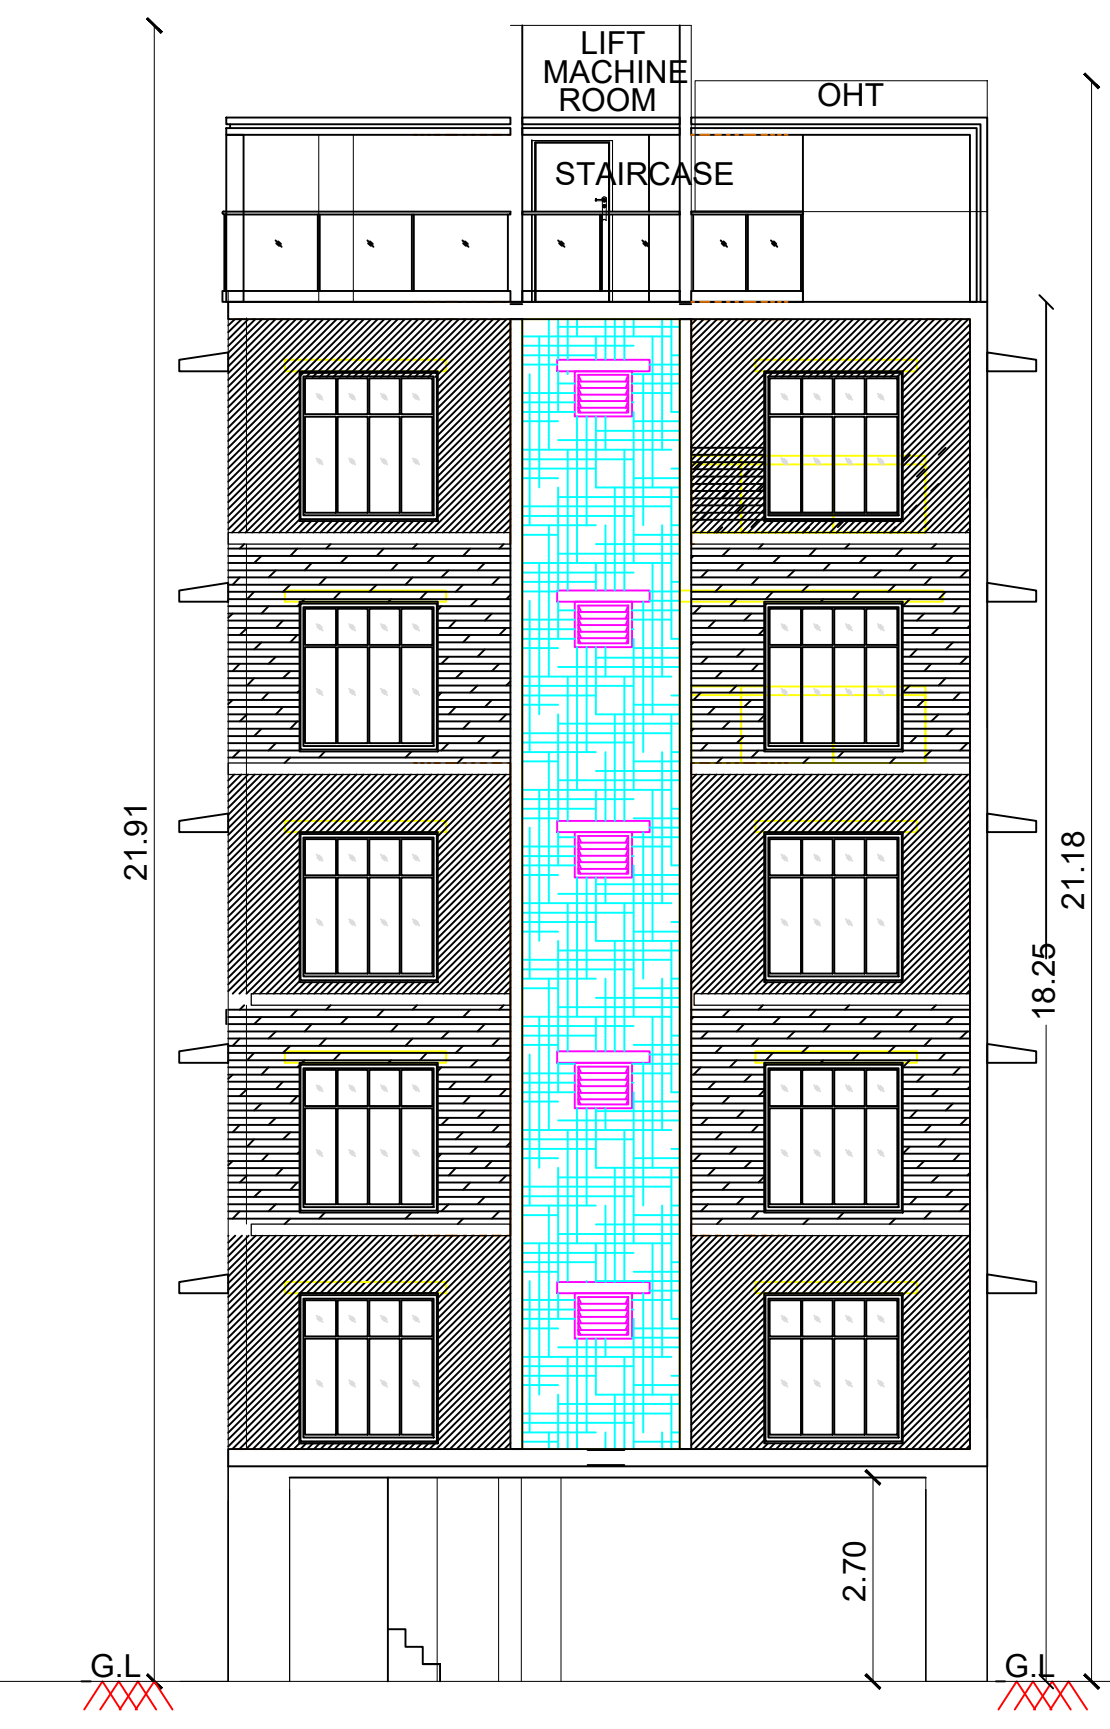 LIFT
MACHINE
ROOM
OHT
STAIRCASE
21.91
21.18
18.25
2.70
G.L
G.L